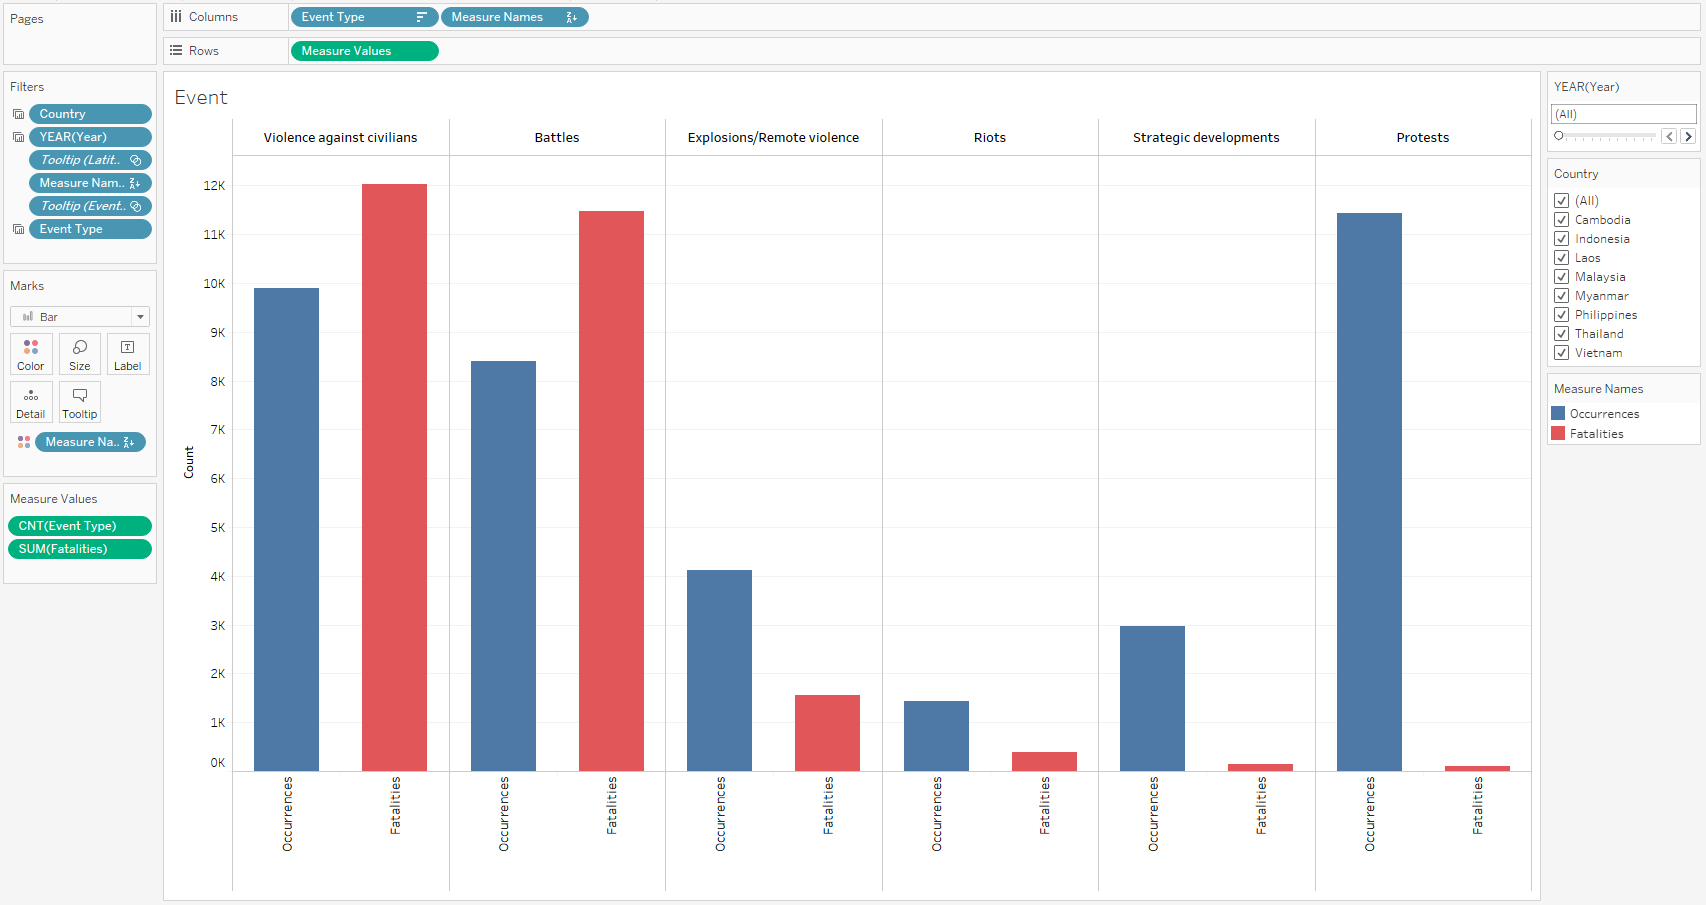 Pages
Columns
Event Type
Measure Names
Rows
Measure Values
Filters
Country
YEAR(Year)
Tooltip (Latit..
Measure Nam..
Tooltip (Event..
Event Type
Marks
Bar
Color
Size
Label
Detail
Tooltip
Measure Na..
Measure Values
CNT(Event Type)
SUM(Fatalities)
Event
Violence against civilians
Battles
Explosions/Remote violence
Riots
Strategic developments
Protests
Count
12K
11K
10K
9K
8K
7K
6K
5K
4K
3K
2K
1K
0K
Occurrences
Fatalities
Occurrences
Fatalities
Occurrences
Fatalities
Occurrences
Fatalities
Occurrences
Fatalities
Occurrences
Fatalities
YEAR(Year)
(All)
Country
(All)
Cambodia
Indonesia
Laos
Malaysia
Myanmar
Philippines
Thailand
Vietnam
Measure Names
Occurrences
Fatalities